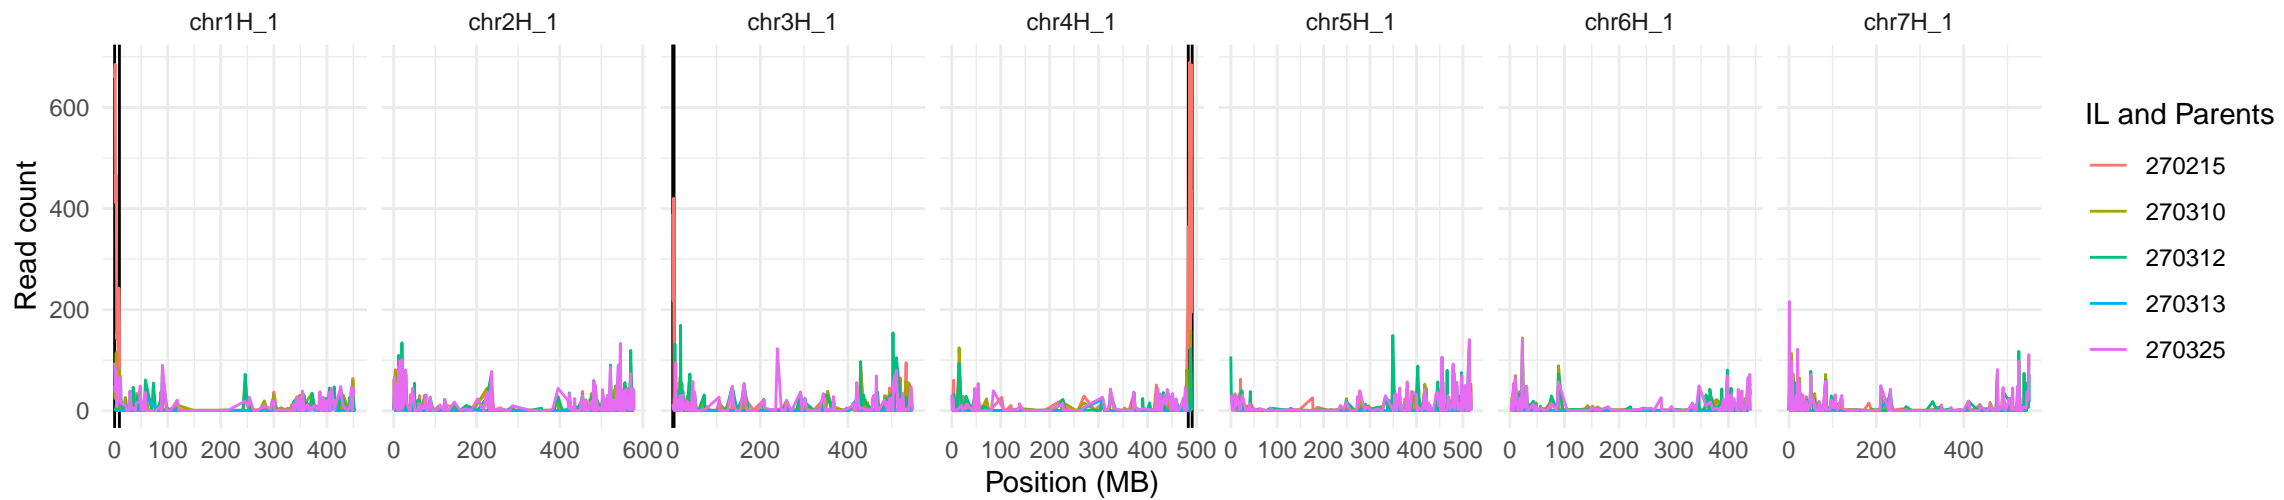 chr1H_1 chr2H_1 chr3H_1 chr4H_1 chr5H_1 chr6H_1 chr7H_1
Read count
600
400
200
0
0 100 200 300 400 0 200 400 600 0 200 400 0 100 200 300 400 500 0 100 200 300 400 500 0 100 200 300 400 0 200 400
Position (MB)
IL and Parents
270215
270310
270312
270313
270325